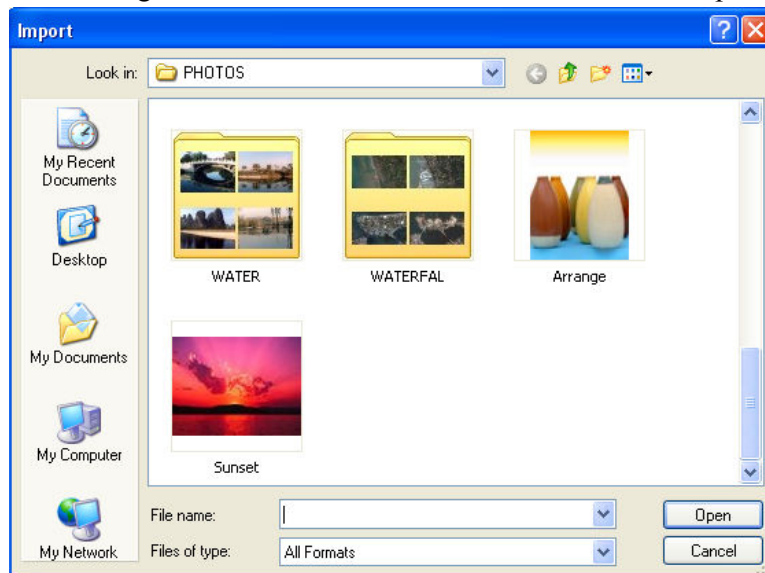 Import
Look in:
PHOTOS
My Recent
Documents
Desktop
My Documents
My Computer
My Network
WATER
WATERFAL
Arrange
Sunset
File name:
Open
Files of type:
All Formats
Cancel